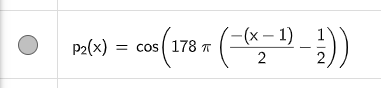 p₂(x) = cos(178 π (-(x − 1)/2 − 1/2))